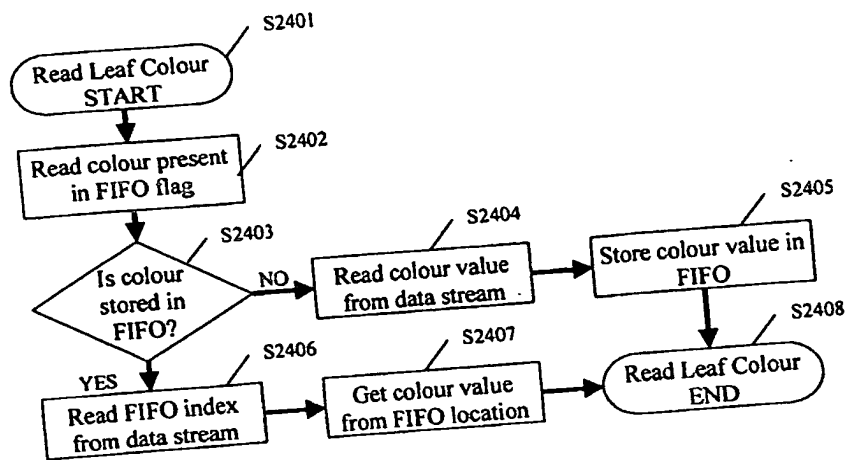 S2401
Read Leaf Colour
START
S2402
Read colour present
in FIFO flag
S2403
Is colour
stored in
FIFO?
NO
S2404
Read colour value
from data stream
S2405
Store colour value in
FIFO
YES
S2406
Read FIFO index
from data stream
S2407
Get colour value
from FIFO location
S2408
Read Leaf Colour
END